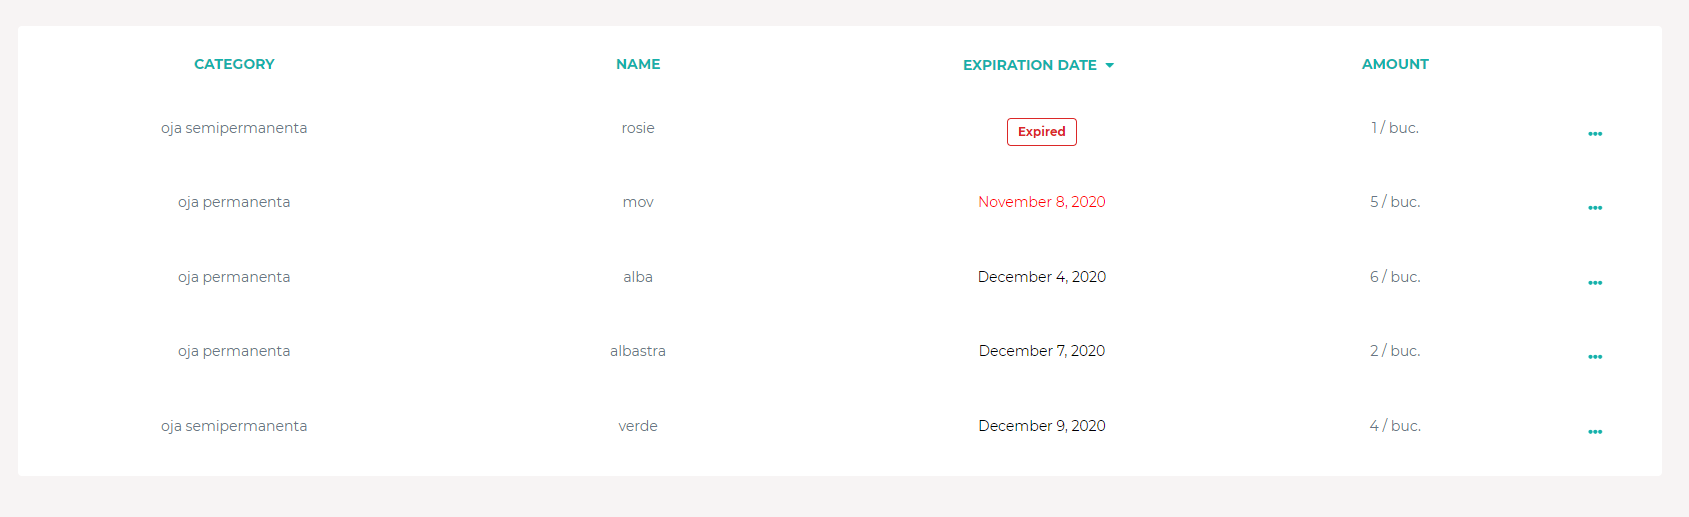 CATEGORY NAME EXPIRATION DATE AMOUNT
oja semipermanenta rosie Expired 1 / buc.
oja permanenta mov November 8, 2020 5 / buc.
oja permanenta alba December 4, 2020 6 / buc.
oja permanenta albastra December 7, 2020 2 / buc.
oja semipermanenta verde December 9, 2020 4 / buc.